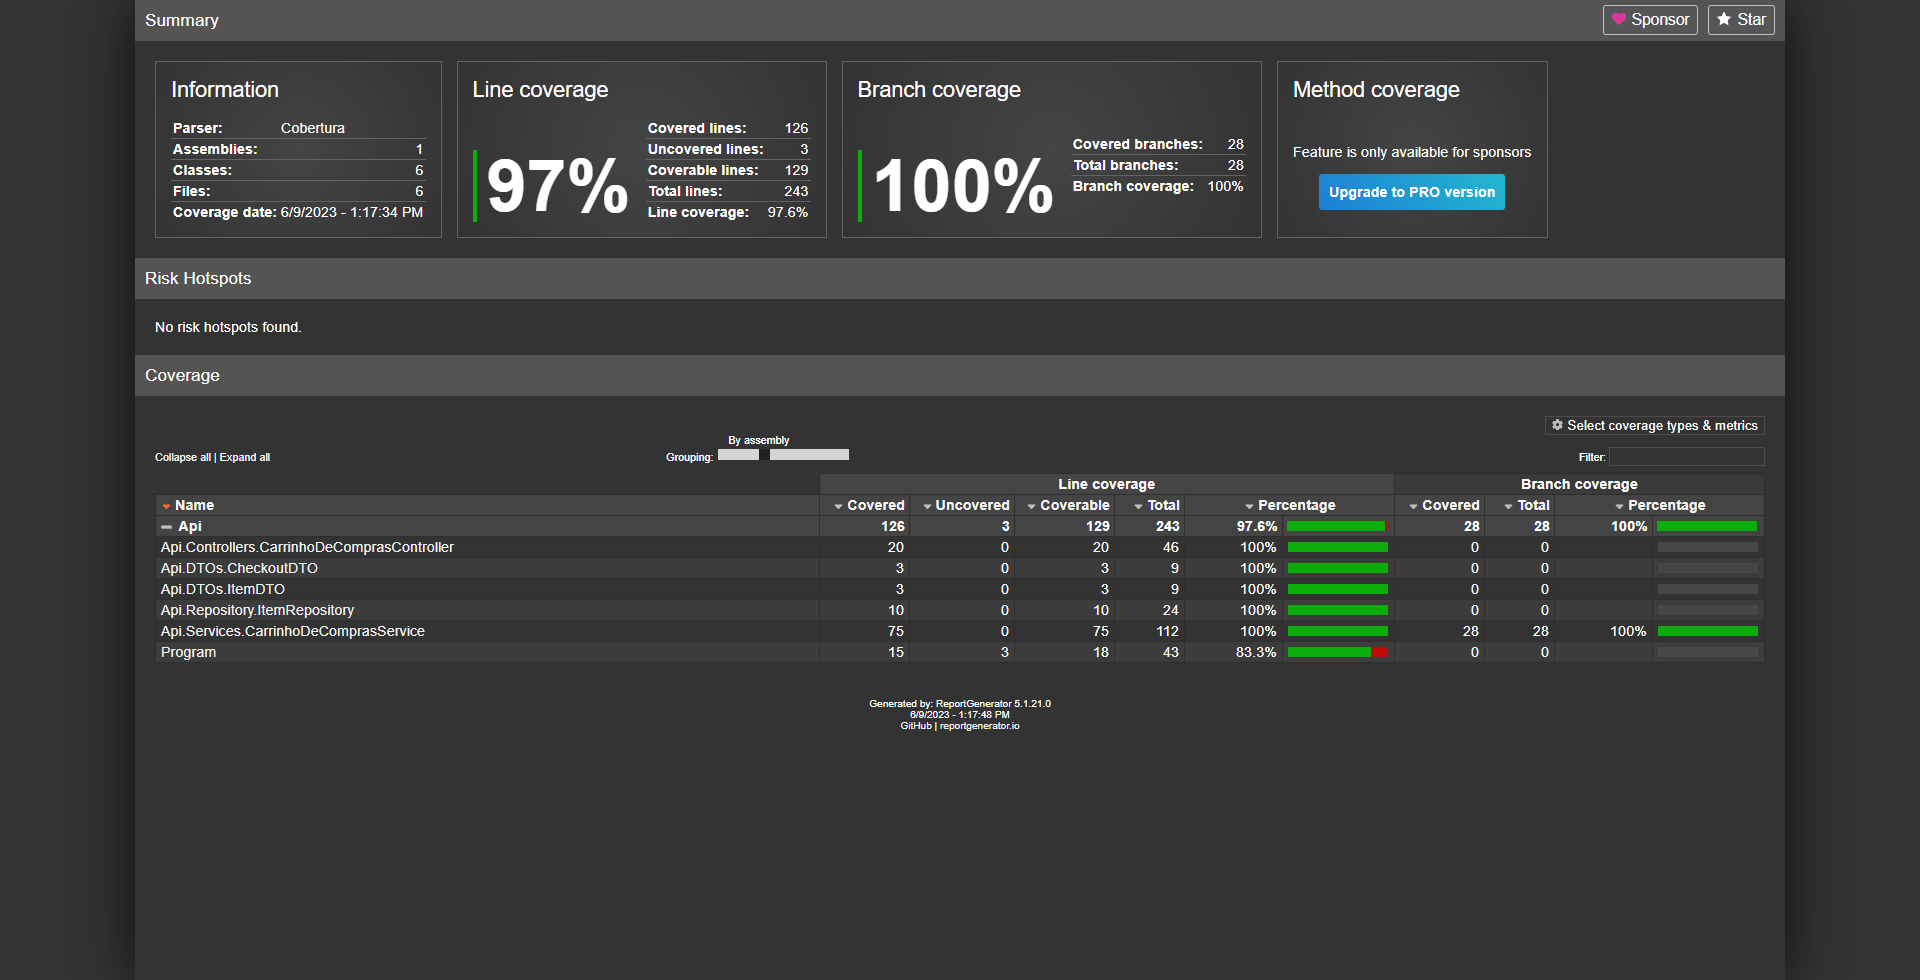 Summary
Sponsor
Star
Information
Parser: Cobertura
Assemblies: 1
Classes: 6
Files: 6
Coverage date: 6/9/2023 - 1:17:34 PM
Line coverage
97%
Covered lines: 126
Uncovered lines: 3
Coverable lines: 129
Total lines: 243
Line coverage: 97.6%
Branch coverage
100%
Covered branches: 28
Total branches: 28
Branch coverage: 100%
Method coverage
Feature is only available for sponsors
Upgrade to PRO version
Risk Hotspots
No risk hotspots found.
Coverage
Select coverage types & metrics
Collapse all | Expand all
By assembly
Grouping:
Filter:
Line coverage Branch coverage
Name Covered Uncovered Coverable Total Percentage Covered Total Percentage
Api 126 3 129 243 97.6% 28 28 100%
Api.Controllers.CarrinhoDeComprasController 20 0 20 46 100% 0 0
Api.DTOs.CheckoutDTO 3 0 3 9 100% 0 0
Api.DTOs.ItemDTO 3 0 3 9 100% 0 0
Api.Repository.ItemRepository 10 0 10 24 100% 0 0
Api.Services.CarrinhoDeComprasService 75 0 75 112 100% 28 28 100%
Program 15 3 18 43 83.3% 0 0
Generated by: ReportGenerator 5.1.21.0
6/9/2023 - 1:17:48 PM
GitHub | reportgenerator.io